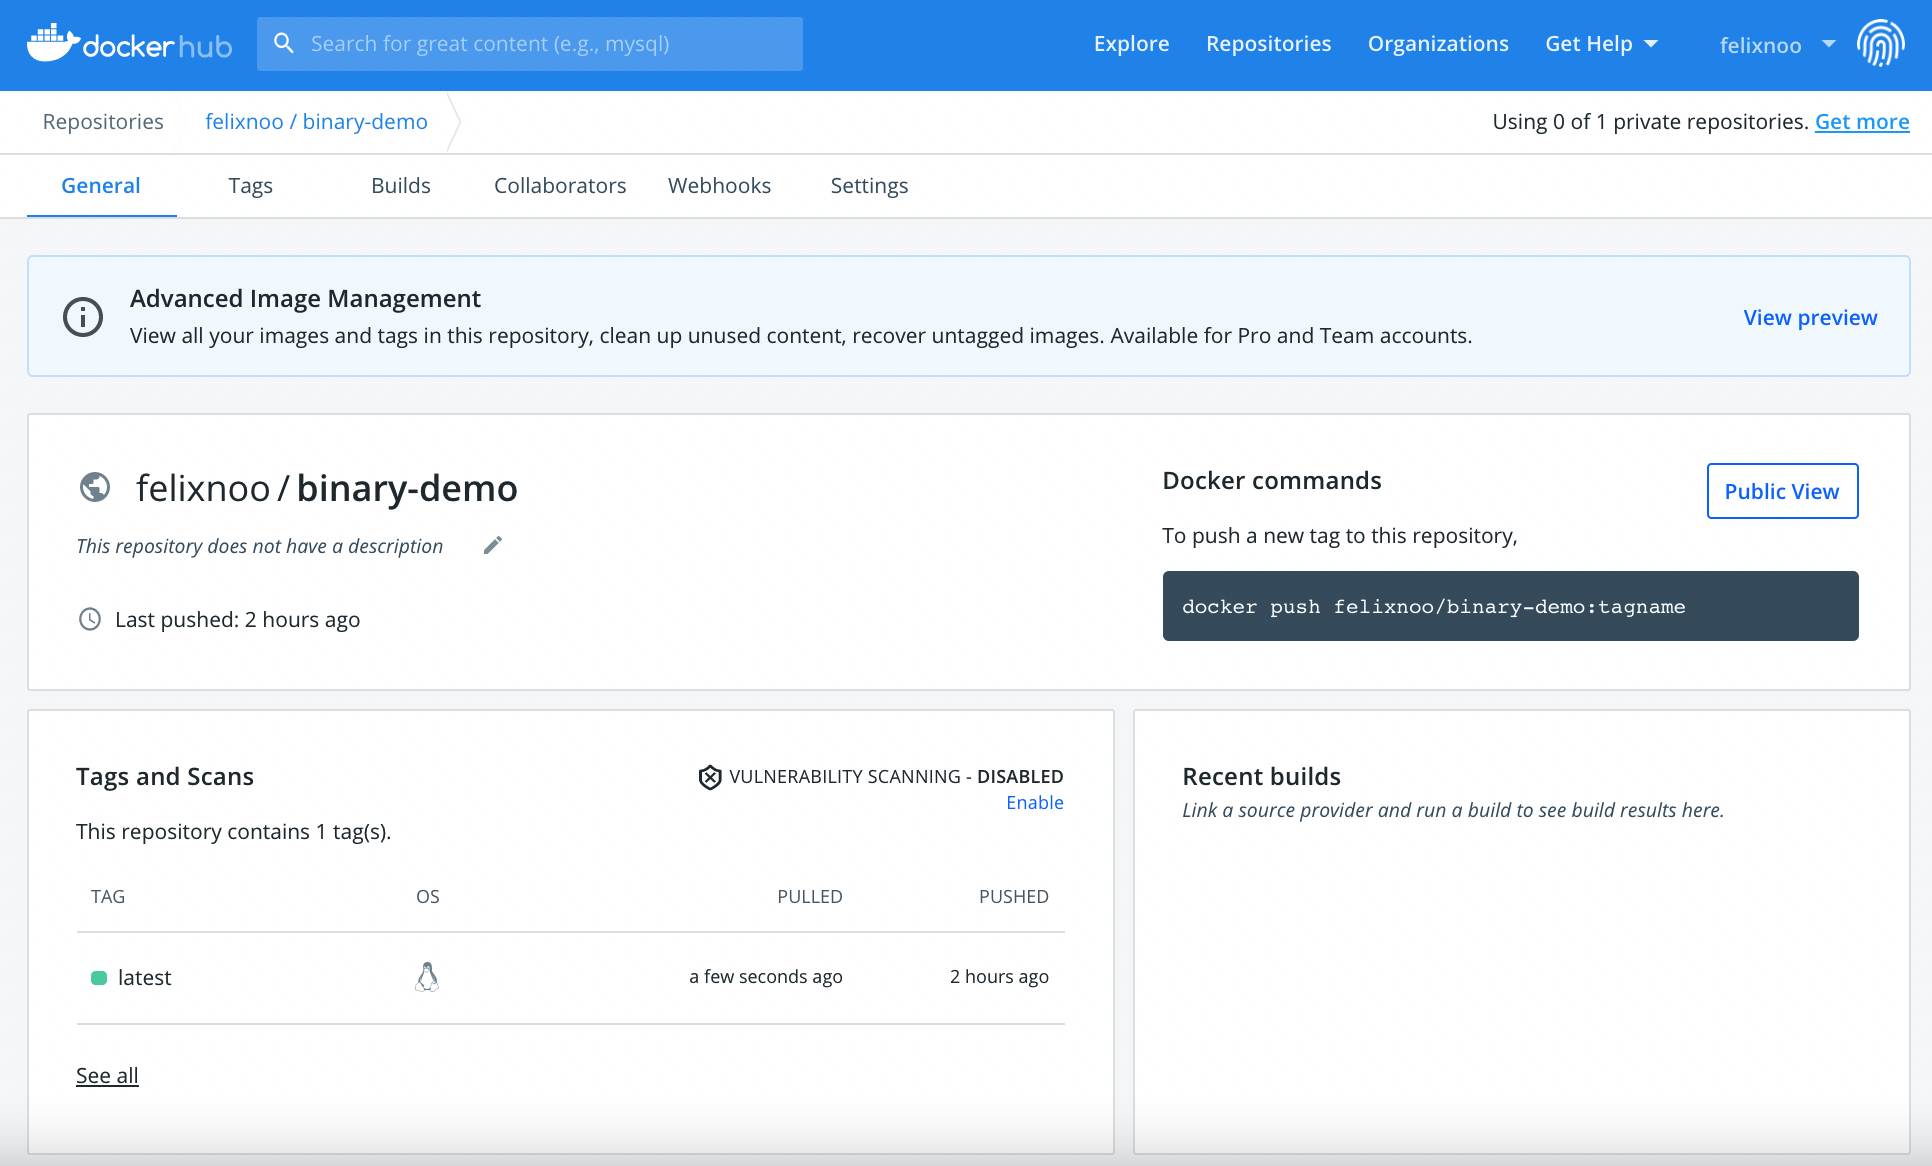 dockerhub Search for great content (e.g., mysql) Explore Repositories Organizations Get Help felixnoo
Repositories felixnoo / binary-demo Using 0 of 1 private repositories. Get more
General Tags Builds Collaborators Webhooks Settings
Advanced Image Management
View all your images and tags in this repository, clean up unused content, recover untagged images. Available for Pro and Team accounts.
View preview
felixnoo / binary-demo
This repository does not have a description
Last pushed: 2 hours ago
Docker commands
Public View
To push a new tag to this repository,
docker push felixnoo/binary-demo:tagname
Tags and Scans
VULNERABILITY SCANNING - DISABLED
Enable
This repository contains 1 tag(s).
TAG OS PULLED PUSHED
latest a few seconds ago 2 hours ago
See all
Recent builds
Link a source provider and run a build to see build results here.